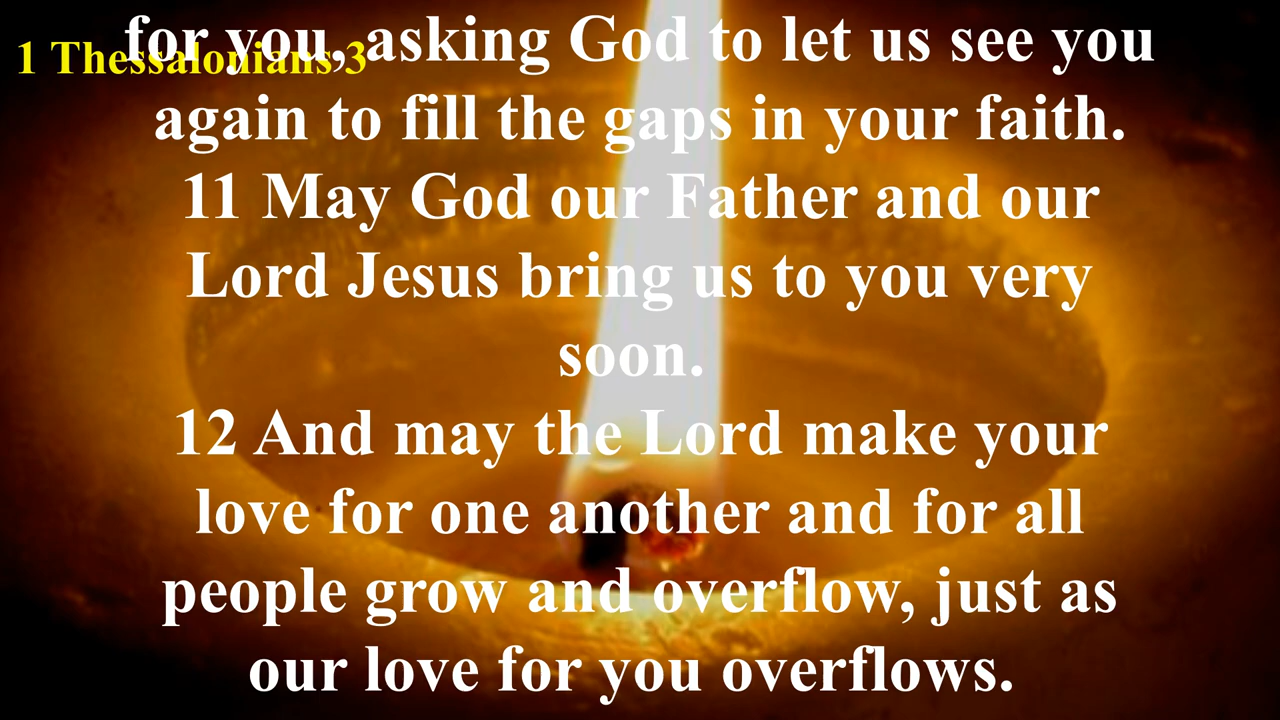 1 Thessalonians 3
for you, asking God to let us see you
again to fill the gaps in your faith.
11 May God our Father and our
Lord Jesus bring us to you very
soon.
12 And may the Lord make your
love for one another and for all
people grow and overflow, just as
our love for you overflows.